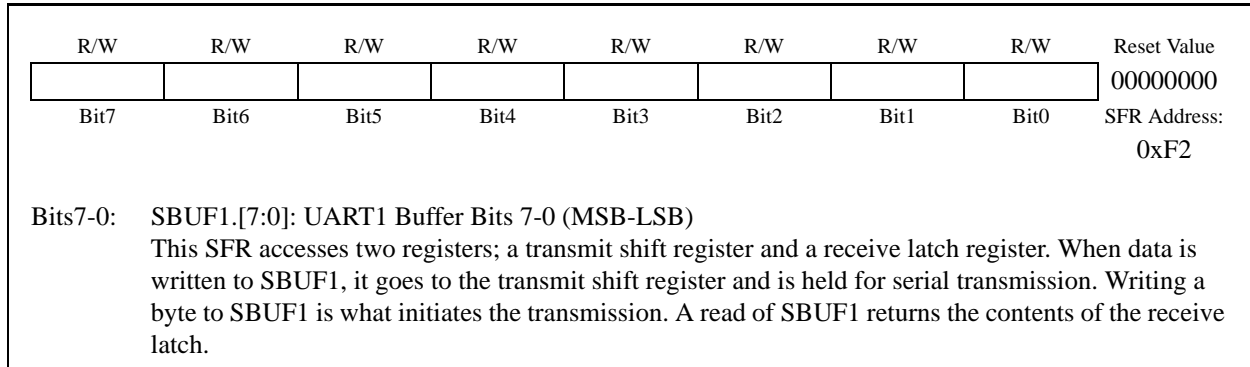 R/W R/W R/W R/W R/W R/W R/W R/W Reset Value
00000000
Bit7 Bit6 Bit5 Bit4 Bit3 Bit2 Bit1 Bit0 SFR Address:
0xF2
Bits7-0: SBUF1.[7:0]: UART1 Buffer Bits 7-0 (MSB-LSB)
This SFR accesses two registers; a transmit shift register and a receive latch register. When data is
written to SBUF1, it goes to the transmit shift register and is held for serial transmission. Writing a
byte to SBUF1 is what initiates the transmission. A read of SBUF1 returns the contents of the receive
latch.